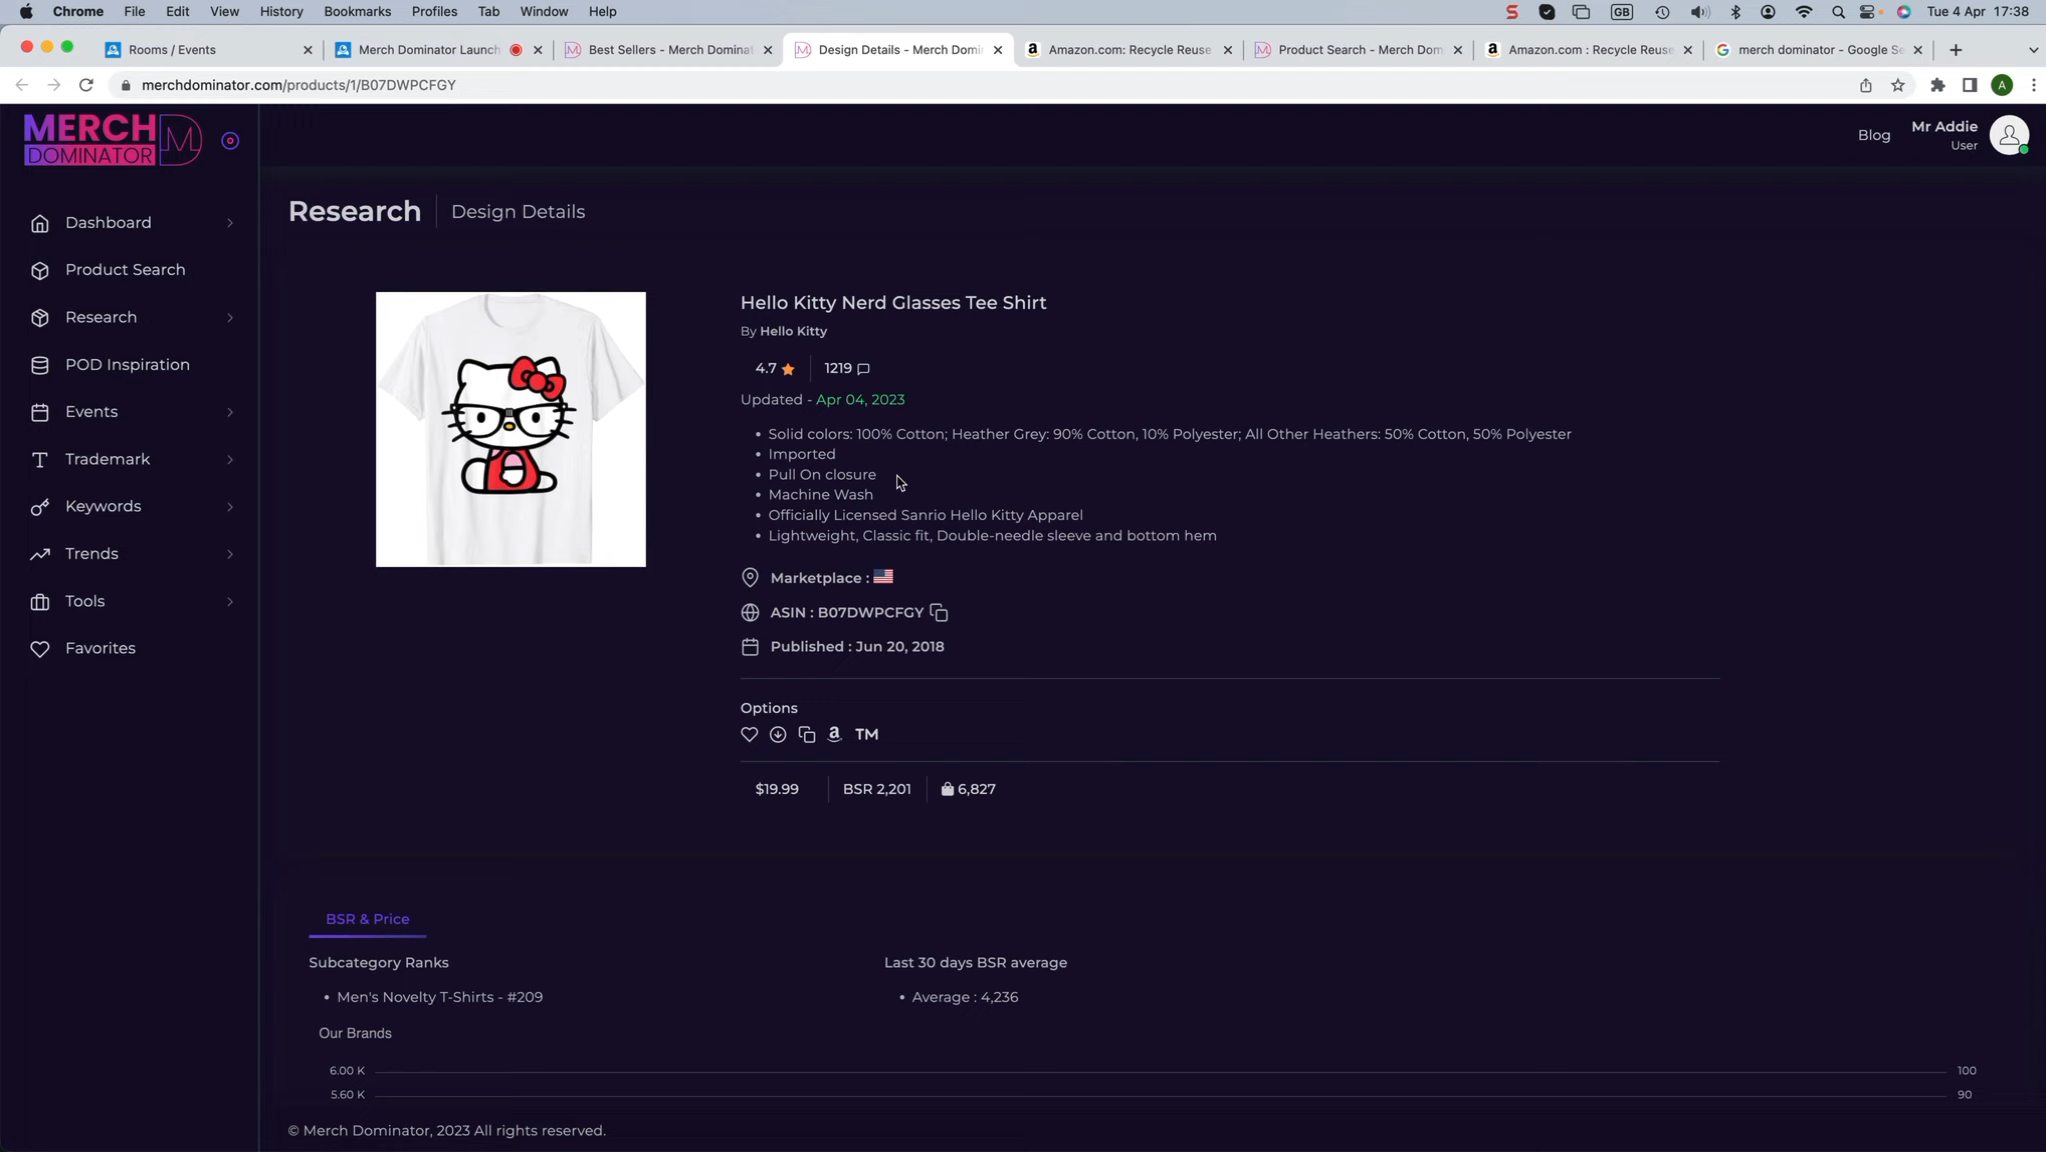 Chrome File Edit View History Bookmarks Profiles Tab Window Help S GB Tue 4 Apr 17:38
Rooms / Events Merch Dominator Launch Best Sellers - Merch Dominat Design Details - Merch Domi Amazon.com: Recycle Reuse Product Search - Merch Dom Amazon.com : Recycle Reuse merch dominator - Google Se
merchdominator.com/products/1/B07DWPCFGY A
MERCH
DOMINATOR
Blog Mr Addie
User
Research Design Details
Dashboard
Product Search
Research
POD Inspiration
Events
Trademark
Keywords
Trends
Tools
Favorites
Hello Kitty Nerd Glasses Tee Shirt
By Hello Kitty
4.7 1219
Updated - Apr 04, 2023
• Solid colors: 100% Cotton; Heather Grey: 90% Cotton, 10% Polyester; All Other Heathers: 50% Cotton, 50% Polyester
• Imported
• Pull On closure
• Machine Wash
• Officially Licensed Sanrio Hello Kitty Apparel
• Lightweight, Classic fit, Double-needle sleeve and bottom hem
Marketplace :
ASIN : B07DWPCFGY
Published : Jun 20, 2018
Options
a TM
$19.99 BSR 2,201 6,827
BSR & Price
Subcategory Ranks
• Men's Novelty T-Shirts - #209
Last 30 days BSR average
• Average : 4,236
Our Brands
6.00 K 100
5.60 K 90
© Merch Dominator, 2023 All rights reserved.